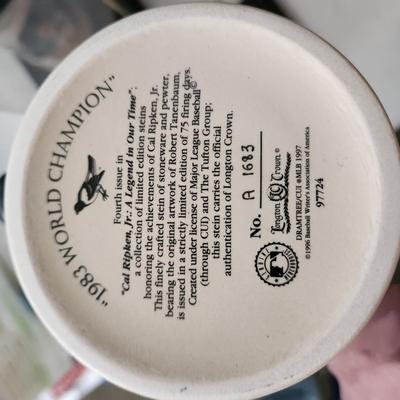 "1983 WORLD CHAMPION"
Fourth issue in
"Cal Ripken, Jr.: A Legend in Our Time";
a collection of limited edition steins
honoring the achievements of Cal Ripken, Jr.
This finely crafted stein of stoneware and pewter,
bearing the original artwork of Robert Tanenbaum,
is issued in a strictly limited edition of 75 firing days.
Created under license of Major League Baseball©
(through CUI) and The Tufton Group;
this stein carries the official
authentication of Longton Crown.
No. A 1683
Longton Crown®
DRAMTREE/CUI ®MLB 1997
©1996 Baseball Writer's Association of America
97724